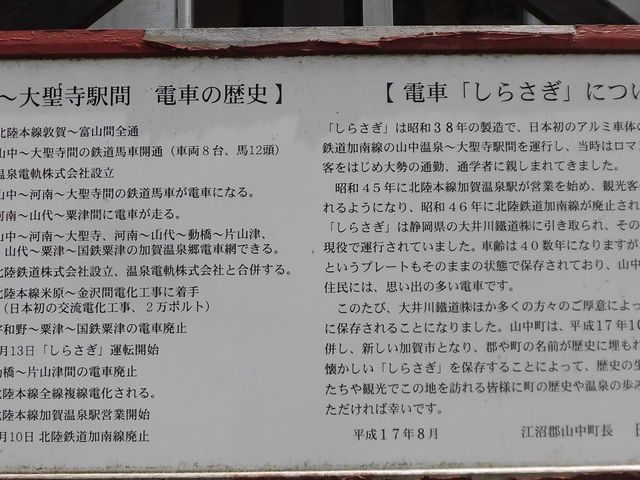 ～大聖寺駅間　電車の歴史】
北陸本線敦賀～富山間全通
山中～大聖寺間の鉄道馬車開通（車両８台、馬12頭）
温泉電軌株式会社設立
山中～河南～大聖寺間の鉄道馬車が電車になる。
河南～山代～粟津間に電車が走る。
山中～河南～大聖寺、河南～山代～動橋～片山津、
山代～粟津～国鉄粟津の加賀温泉郷電車網できる。
北陸鉄道株式会社設立、温泉電軌株式会社と合併する。
北陸本線米原～金沢間電化工事に着手
（日本初の交流電化工事、２万ボルト）
宇和野～粟津～国鉄粟津の電車廃止
月13日「しらさぎ」運転開始
動橋～片山津間の電車廃止
北陸本線全線複線電化される。
北陸本線加賀温泉駅営業開始
月10日 北陸鉄道加南線廃止
【 電車「しらさぎ」につい
「しらさぎ」は昭和３８年の製造で、日本初のアルミ車体の
鉄道加南線の山中温泉～大聖寺駅間を運行し、当時はロマ
客をはじめ大勢の通勤、通学者に親しまれてきました。
昭和４５年に北陸本線加賀温泉駅が営業を始め、観光客
れるようになり、昭和４６年に北陸鉄道加南線が廃止され
「しらさぎ」は静岡県の大井川鐵道㈱に引き取られ、その
現役で運行されていました。車齢は４０数年になりますが
というプレートもそのままの状態で保存されており、山中
住民には、思い出の多い電車です。
このたび、大井川鐵道㈱ほか多くの方々のご厚意によっ
に保存されることになりました。山中町は、平成17年10
併し、新しい加賀市となり、郡や町の名前が歴史に埋もれ
懐かしい「しらさぎ」を保存することによって、歴史の生
たちや観光でこの地を訪れる皆様に町の歴史や温泉の歩み
ただければ幸いです。
平成１７年８月　　江沼郡山中町長